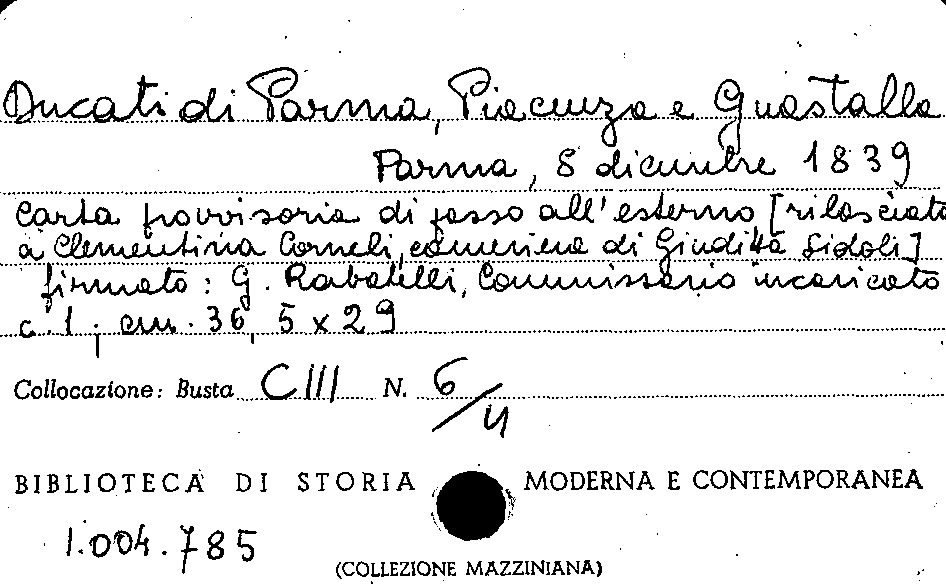 Ducati di Parma, Piacenza e Guastalla
Parma, 8 dicembre 1839
Carta provvisoria di passo all'estero [rilasciata
a Clementina Corneli, cameriera di Giuditta Sidoli]
firmato: G. Rabotelli, Commissario incaricato
c. 1; cm. 36,5 x 29
Collocazione: Busta CIII N. 6/4
BIBLIOTECA DI STORIA MODERNA E CONTEMPORANEA
1.004.785
(COLLEZIONE MAZZINIANA)